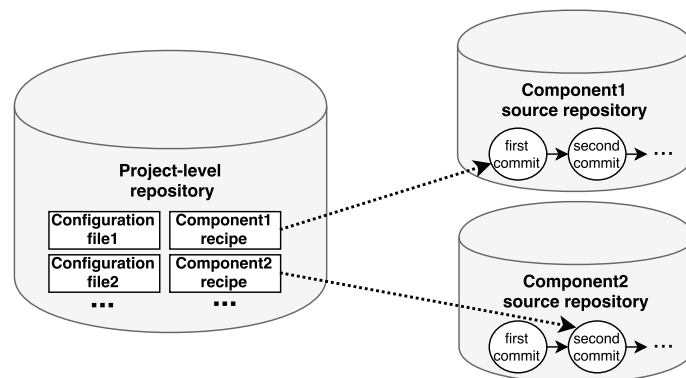 Project-level
repository
Configuration
file1
Component1
recipe
Configuration
file2
Component2
recipe
...
...
Component1
source repository
first
commit
second
commit
...
Component2
source repository
first
commit
second
commit
...